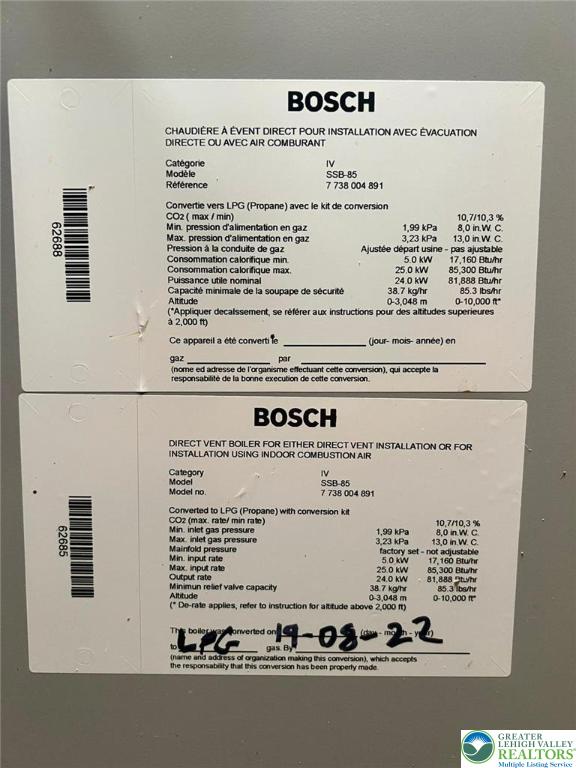 BOSCH
CHAUDIÈRE À ÉVENT DIRECT POUR INSTALLATION AVEC ÉVACUATION
DIRECTE OU AVEC AIR COMBURANT
Catégorie IV
Modèle SSB-85
Référence 7 738 004 891
Convertie vers LPG (Propane) avec le kit de conversion
CO2 ( max / min) 10,7/10,3 %
Min. pression d'alimentation en gaz 1,99 kPa 8,0 in.W. C.
Max. pression d'alimentation en gaz 3,23 kPa 13,0 in.W. C.
Pression à la conduite de gaz Ajustée départ usine - pas ajustable
Consommation calorifique min. 5.0 kW 17,160 Btu/hr
Consommation calorifique max. 25.0 kW 85,300 Btu/hr
Puissance utile nominal 24.0 kW 81,888 Btu/hr
Capacité minimale de la soupape de sécurité 38.7 kg/hr 85.3 lbs/hr
Altitude 0-3,048 m 0-10,000 ft*
(*Appliquer decalssement, se référer aux instructions pour des altitudes superieures
à 2,000 ft)
Ce appareil a été converti le (jour- mois- année) en
gaz par
(nome ed adresse de l'organisme effectuant cette conversion), qui accepta la
responsabilité de la bonne execution de cette conversion.
62688
BOSCH
DIRECT VENT BOILER FOR EITHER DIRECT VENT INSTALLATION OR FOR
INSTALLATION USING INDOOR COMBUSTION AIR
Category IV
Model SSB-85
Model no. 7 738 004 891
Converted to LPG (Propane) with conversion kit
CO2 (max. rate/ min rate) 10,7/10,3 %
Min. inlet gas pressure 1,99 kPa 8,0 in.W. C.
Max. inlet gas pressure 3,23 kPa 13,0 in.W. C.
Mainfold pressure factory set - not adjustable
Min. input rate 5.0 kW 17,160 Btu/hr
Max. input rate 25.0 kW 85,300 Btu/hr
Output rate 24.0 kW 81,888 Btu/hr
Minimun relief valve capacity 38.7 kg/hr 85.3 lbs/hr
Altitude 0-3,048 m 0-10,000 ft*
(* De-rate applies, refer to instruction for altitude above 2,000 ft)
This boiler was converted on 19-08-22 (day - month - year)
to LPG gas. By
(name and address of organization making this conversion), which accepts
the responsability that this conversion has been properly made.
62685
GREATER
LEHIGH VALLEY
REALTORS®
Multiple Listing Service